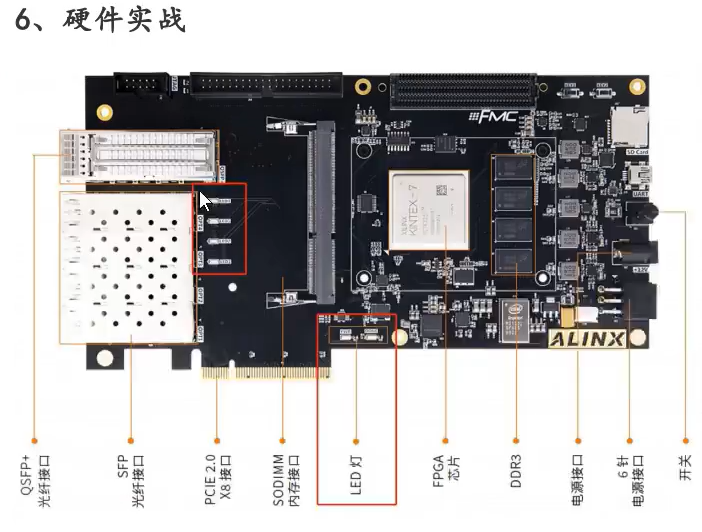 6、硬件实战
FMC
SD Card
UART
XILINX
KINTEX-7
ALINX
QSFP+
光纤接口
SFP
光纤接口
PCIE 2.0
X8 接口
SODIMM
内存接口
LED 灯
FPGA
芯片
DDR3
电源接口
6 针
电源接口
开关